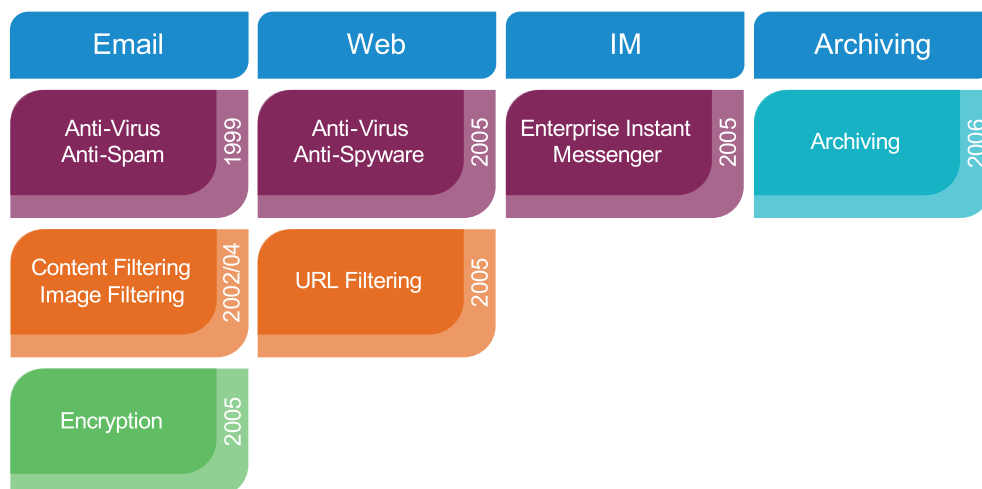 Email
Web
IM
Archiving
Anti-Virus
Anti-Spam
1999
Anti-Virus
Anti-Spyware
2005
Enterprise Instant
Messenger
2005
Archiving
2006
Content Filtering
Image Filtering
2002/04
URL Filtering
2005
Encryption
2005